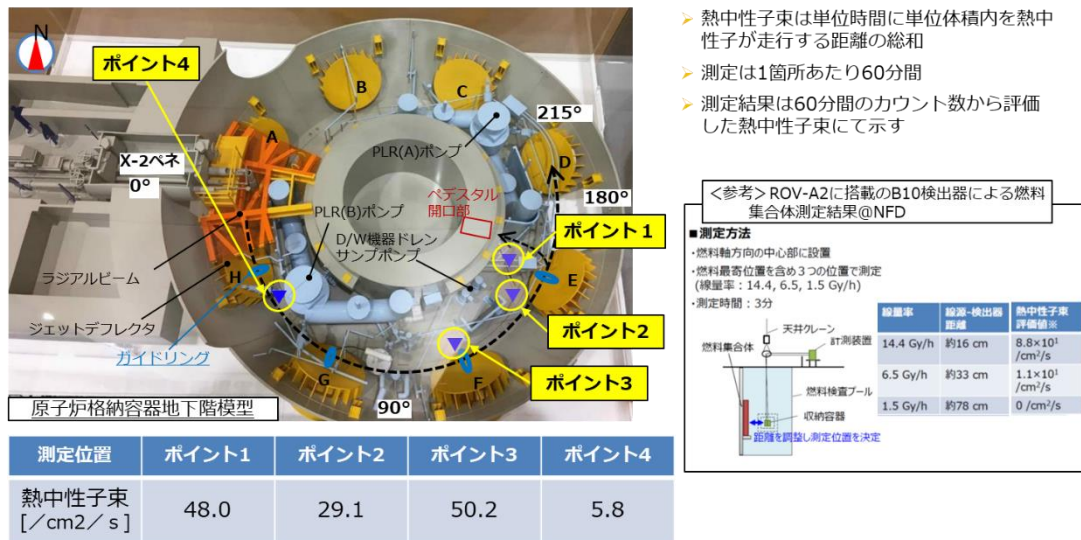 N
ポイント4
B
C
215°
A
PLR(A)ポンプ
D
X-2ペネ
0°
ペデスタル
開口部
180°
PLR(B)ポンプ
ポイント1
D/W機器ドレン
サンプポンプ
E
ラジアルビーム
H
ポイント2
ジェットデフレクタ
ガイドリング
ポイント3
G
F
90°
原子炉格納容器地下階模型
測定位置 ポイント1 ポイント2 ポイント3 ポイント4
熱中性子束
[/cm2/s] 48.0 29.1 50.2 5.8
➢ 熱中性子束は単位時間に単位体積内を熱中
性子が走行する距離の総和
➢ 測定は1箇所あたり60分間
➢ 測定結果は60分間のカウント数から評価
した熱中性子束にて示す
<参考>ROV-A2に搭載のB10検出器による燃料
集合体測定結果@NFD
■測定方法
・燃料軸方向の中心部に設置
・燃料最寄位置を含め3つの位置で測定
(線量率:14.4, 6.5, 1.5 Gy/h)
・測定時間:3分
天井クレーン
計測装置
燃料集合体
燃料検査プール
収納容器
距離を調整し測定位置を決定
線量率 線源-検出器
距離 熱中性子束
評価値※
14.4 Gy/h 約16 cm 8.8×10¹
/cm²/s
6.5 Gy/h 約33 cm 1.1×10¹
/cm²/s
1.5 Gy/h 約78 cm 0 /cm²/s